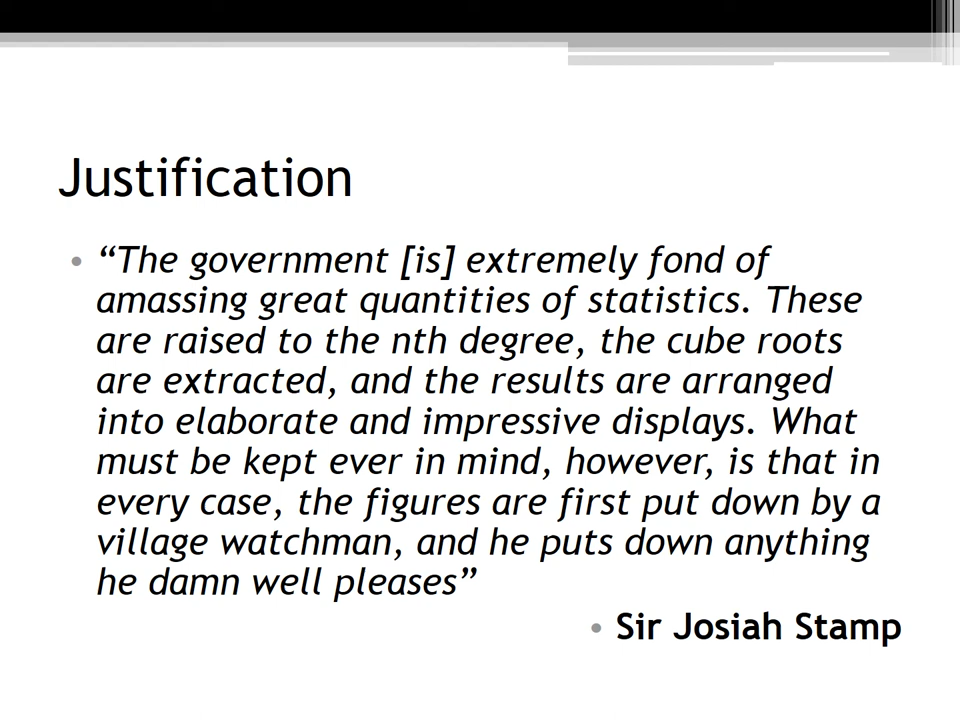 Justification
• “The government [is] extremely fond of
amassing great quantities of statistics. These
are raised to the nth degree, the cube roots
are extracted, and the results are arranged
into elaborate and impressive displays. What
must be kept ever in mind, however, is that in
every case, the figures are first put down by a
village watchman, and he puts down anything
he damn well pleases”
• Sir Josiah Stamp